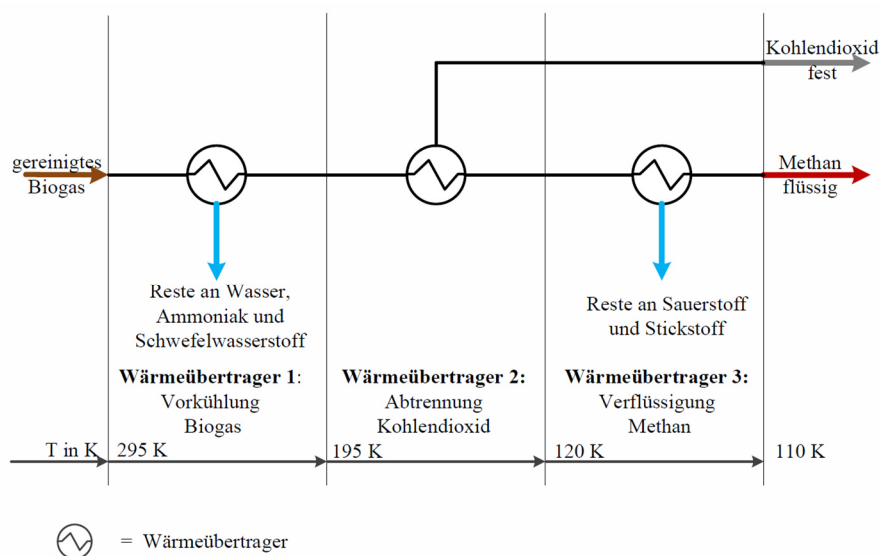 Kohlendioxid
fest
gereinigtes
Biogas
Methan
flüssig
Reste an Wasser,
Ammoniak und
Schwefelwasserstoff
Reste an Sauerstoff
und Stickstoff
Wärmeübertrager 1:
Vorkühlung
Biogas
Wärmeübertrager 2:
Abtrennung
Kohlendioxid
Wärmeübertrager 3:
Verflüssigung
Methan
T in K
295 K
195 K
120 K
110 K
= Wärmeübertrager